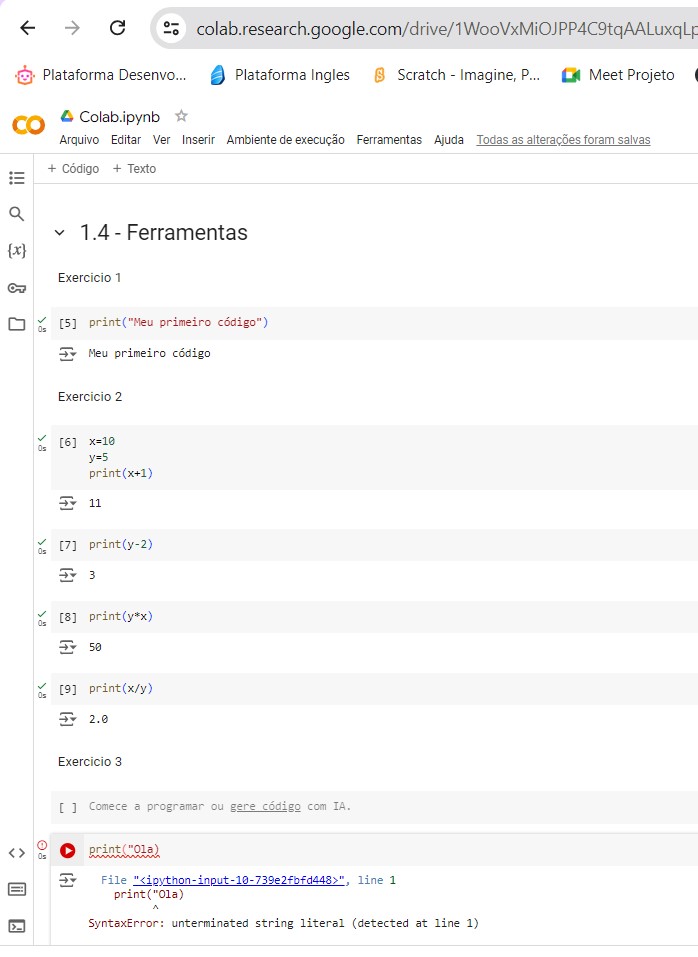 colab.research.google.com/drive/1WooVxMiOJPP4C9tqAALuxqLp
Plataforma Desenvo... Plataforma Ingles Scratch - Imagine, P... Meet Projeto
CO Colab.ipynb
Arquivo Editar Ver Inserir Ambiente de execução Ferramentas Ajuda Todas as alterações foram salvas
+ Código + Texto
1.4 - Ferramentas
Exercicio 1
[5] print("Meu primeiro código")
0s
Meu primeiro código
Exercicio 2
[6] x=10
0s
y=5
print(x+1)
11
[7] print(y-2)
0s
3
[8] print(y*x)
0s
50
[9] print(x/y)
0s
2.0
Exercicio 3
[ ] Comece a programar ou gere código com IA.
print("Ola)
0s
File "<ipython-input-10-739e2fbfd448>", line 1
print("Ola)
^
SyntaxError: unterminated string literal (detected at line 1)